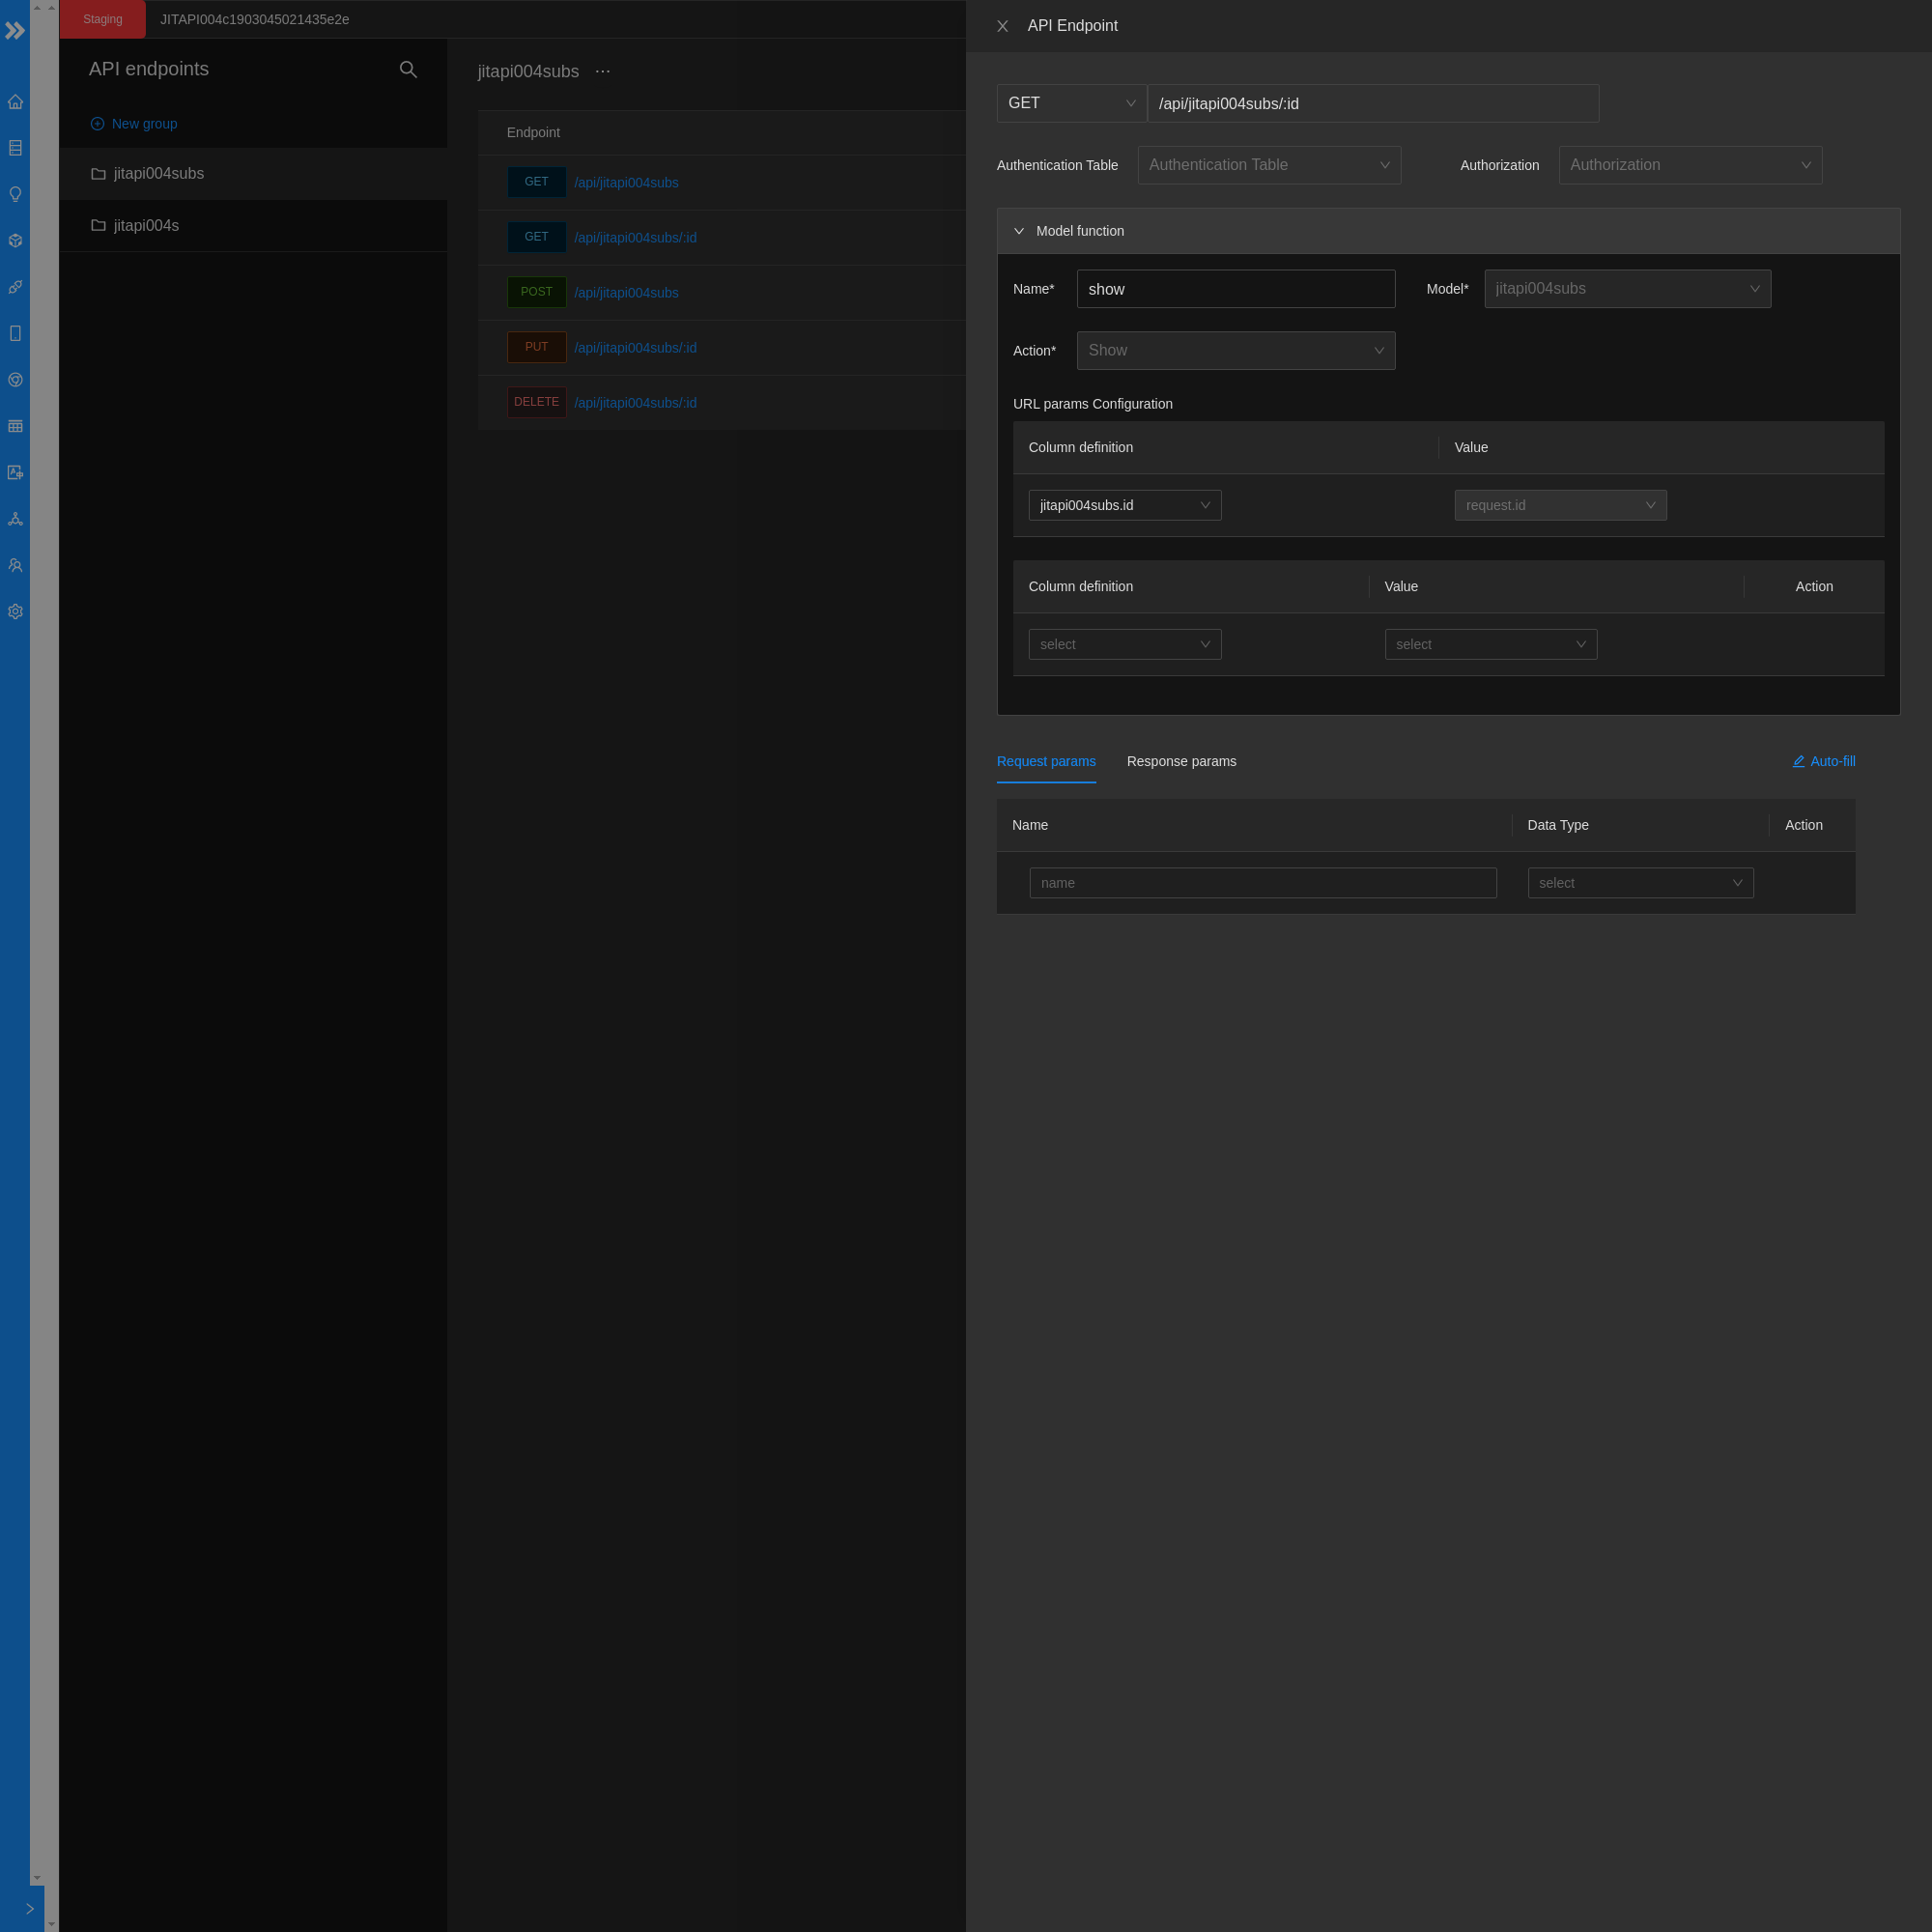 Staging
JITAPI004c1903045021435e2e
API endpoints
New group
jitapi004subs
jitapi004s
jitapi004subs ···
Endpoint
GET /api/jitapi004subs
GET /api/jitapi004subs/:id
POST /api/jitapi004subs
PUT /api/jitapi004subs/:id
DELETE /api/jitapi004subs/:id
API Endpoint
GET /api/jitapi004subs/:id
Authentication Table Authentication Table Authorization Authorization
Model function
Name* show Model* jitapi004subs
Action* Show
URL params Configuration
Column definition Value
jitapi004subs.id request.id
Column definition Value Action
select select
Request params Response params Auto-fill
Name Data Type Action
name select